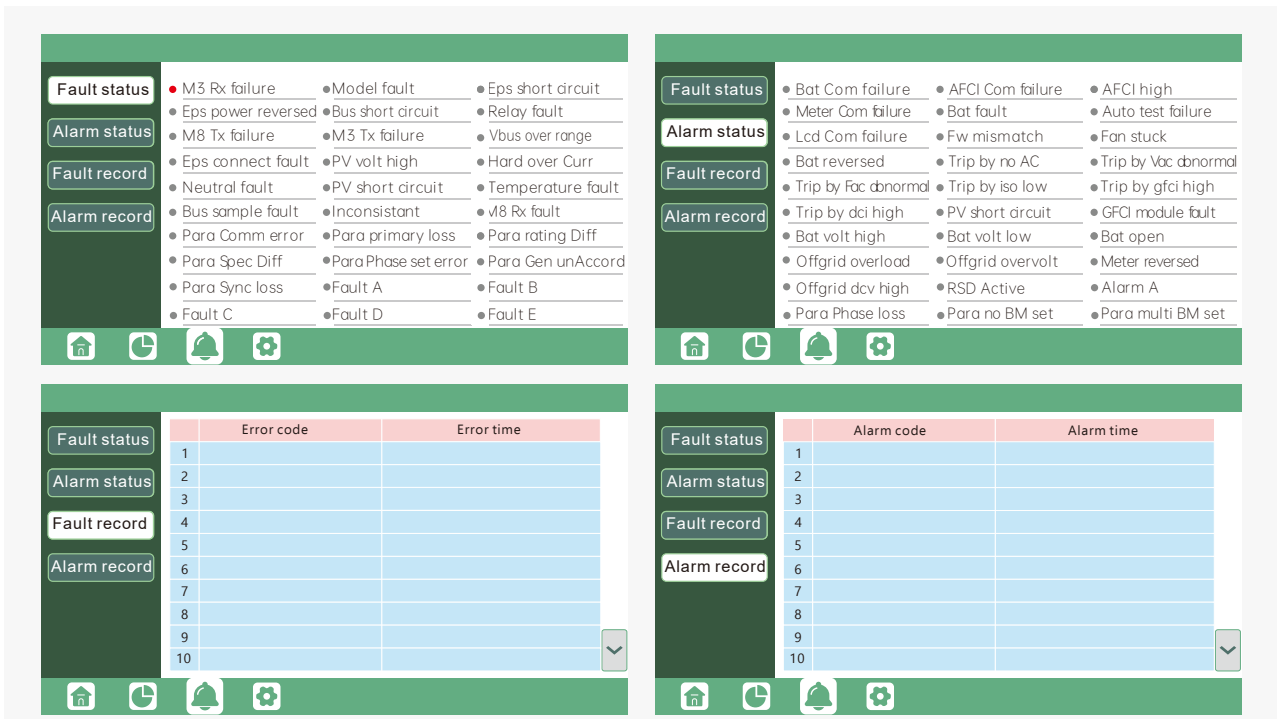 Fault status
Alarm status
Fault record
Alarm record
M3 Rx failure Model fault Eps short circuit
Eps power reversed Bus short circuit Relay fault
M8 Tx failure M3 Tx failure Vbus over range
Eps connect fault PV volt high Hard over Curr
Neutral fault PV short circuit Temperature fault
Bus sample fault Inconsistant M8 Rx fault
Para Comm error Para primary loss Para rating Diff
Para Spec Diff Para Phase set error Para Gen unAccord
Para Sync loss Fault A Fault B
Fault C Fault D Fault E
Fault status
Alarm status
Fault record
Alarm record
Bat Com failure AFCI Com failure AFCI high
Meter Com failure Bat fault Auto test failure
Lcd Com failure Fw mismatch Fan stuck
Bat reversed Trip by no AC Trip by Vac abnormal
Trip by Fac abnormal Trip by iso low Trip by gfci high
Trip by dci high PV short circuit GFCI module fault
Bat volt high Bat volt low Bat open
Offgrid overload Offgrid overvolt Meter reversed
Offgrid dcv high RSD Active Alarm A
Para Phase loss Para no BM set Para multi BM set
Fault status
Alarm status
Fault record
Alarm record
Error code Error time
1
2
3
4
5
6
7
8
9
10
Fault status
Alarm status
Fault record
Alarm record
Alarm code Alarm time
1
2
3
4
5
6
7
8
9
10